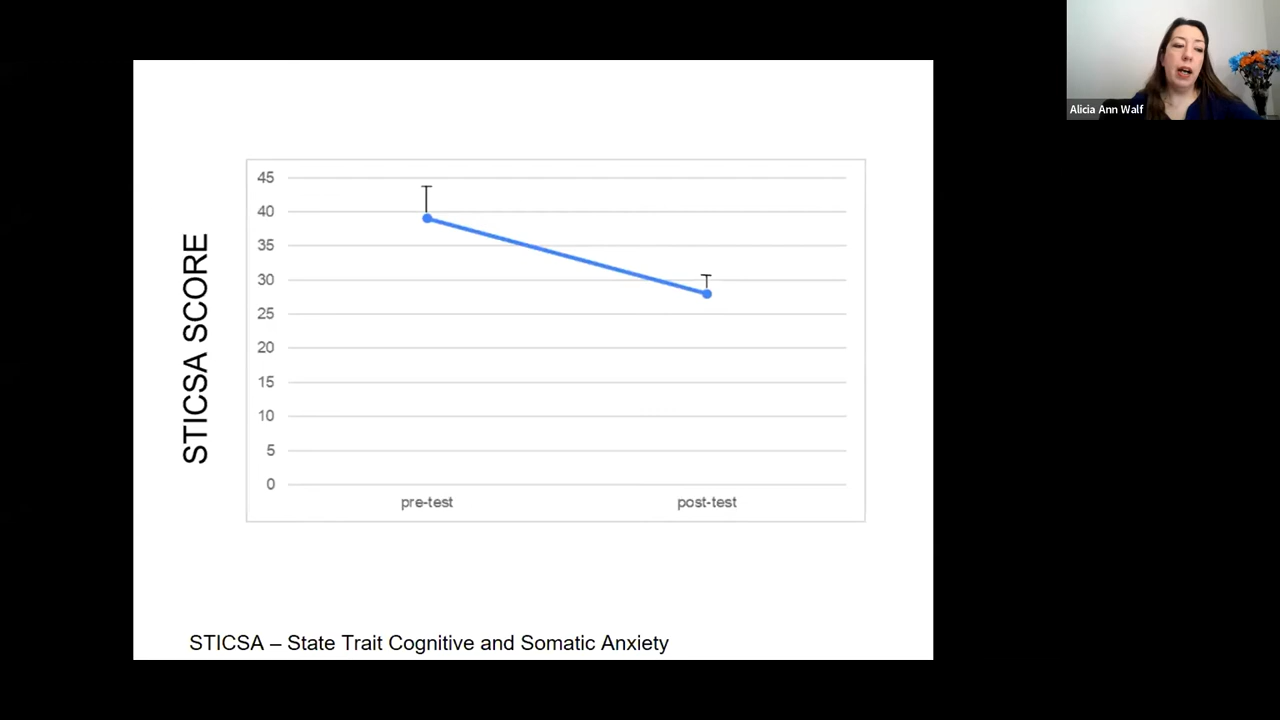 Alicia Ann Walf
STICSA SCORE
45
40
35
30
25
20
15
10
5
0
pre-test
post-test
STICSA – State Trait Cognitive and Somatic Anxiety